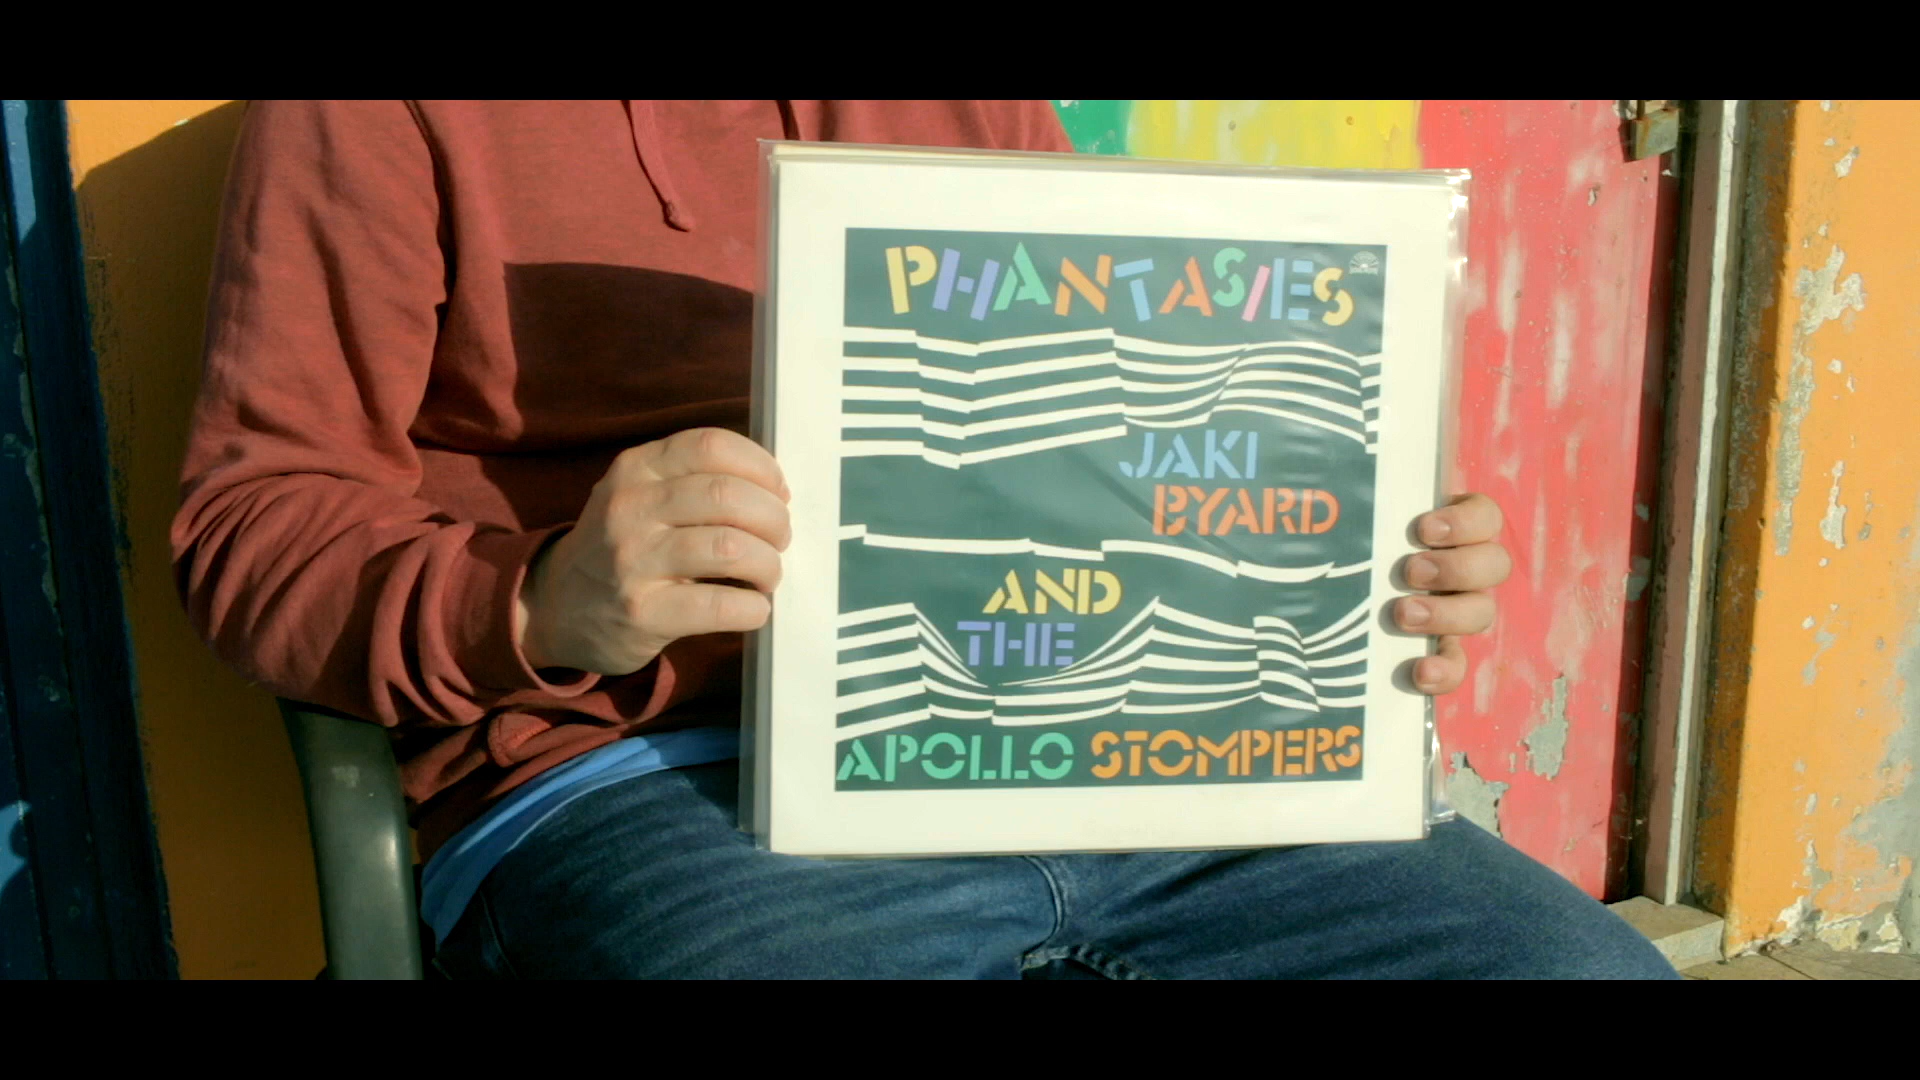 PHANTASIES
JAKI
BYARD
AND
THE
APOLLO STOMPERS